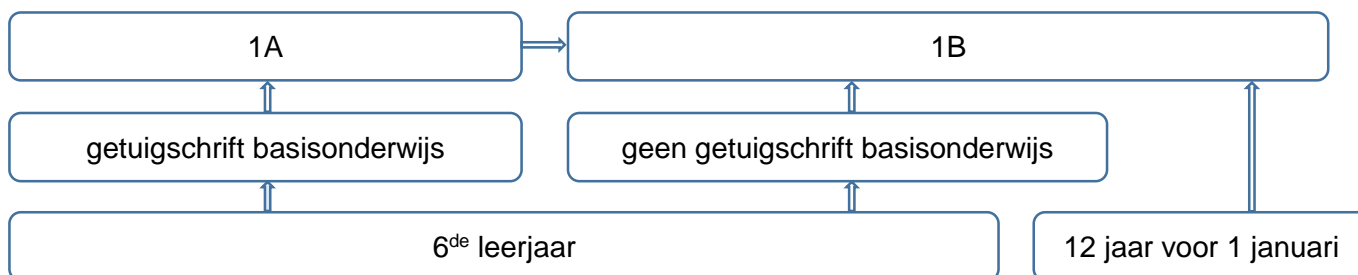 1A
1B
getuigschrift basisonderwijs
geen getuigschrift basisonderwijs
6de leerjaar
12 jaar voor 1 januari